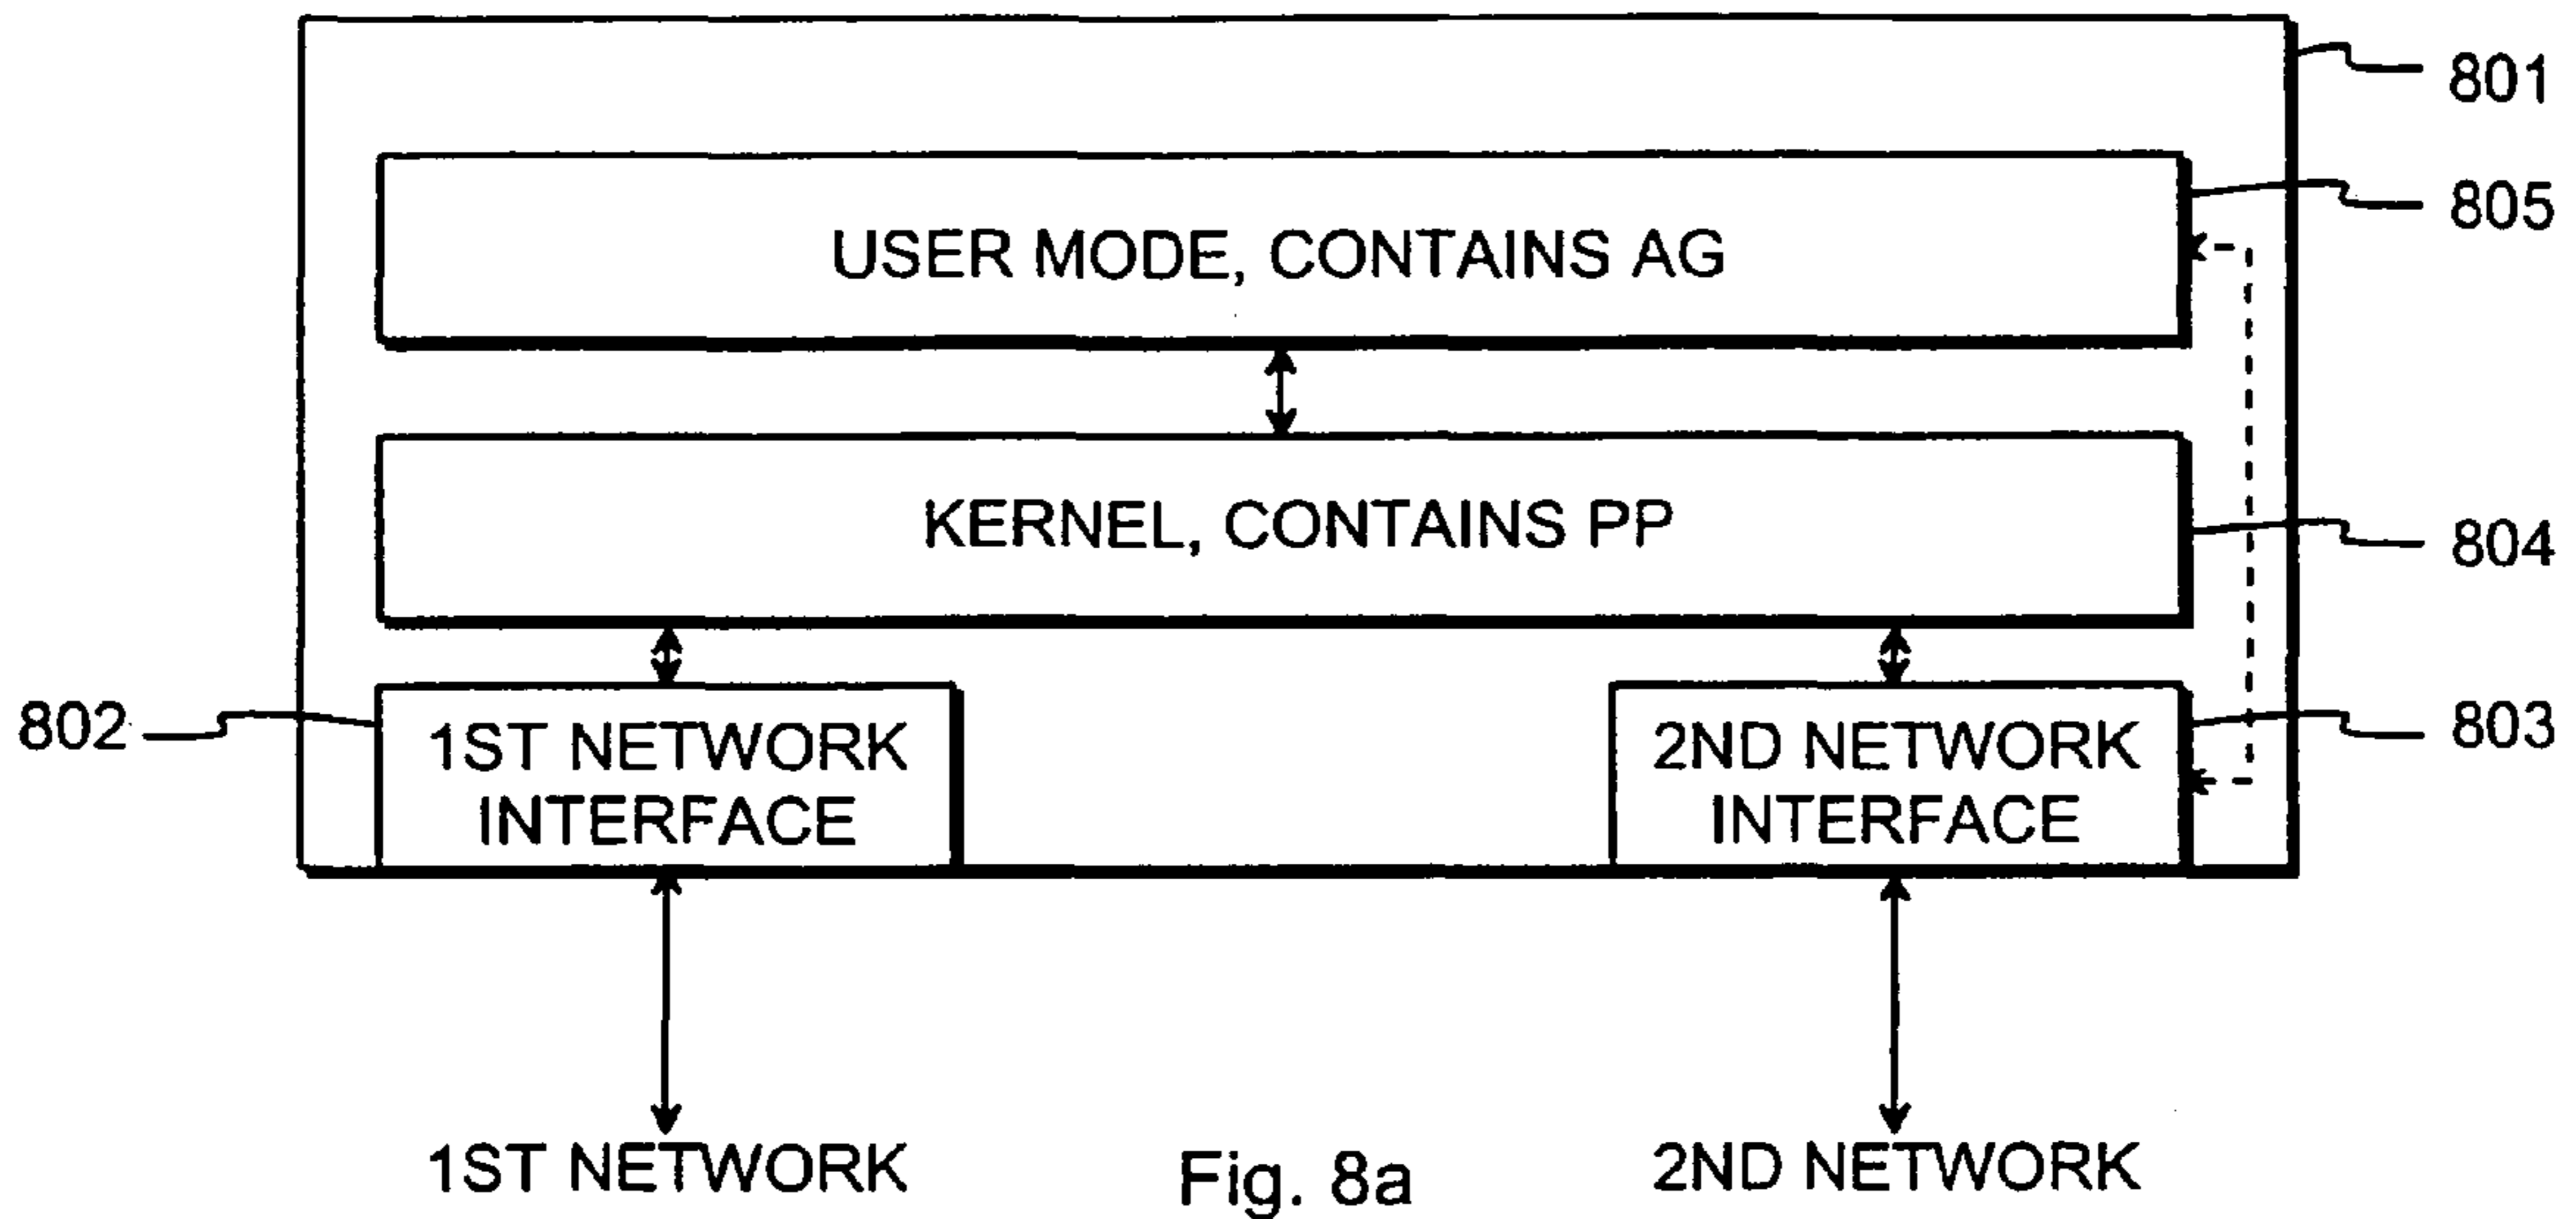 801
USER MODE, CONTAINS AG
805
KERNEL, CONTAINS PP
804
802
1ST NETWORK
INTERFACE
2ND NETWORK
INTERFACE
803
1ST NETWORK
Fig. 8a
2ND NETWORK